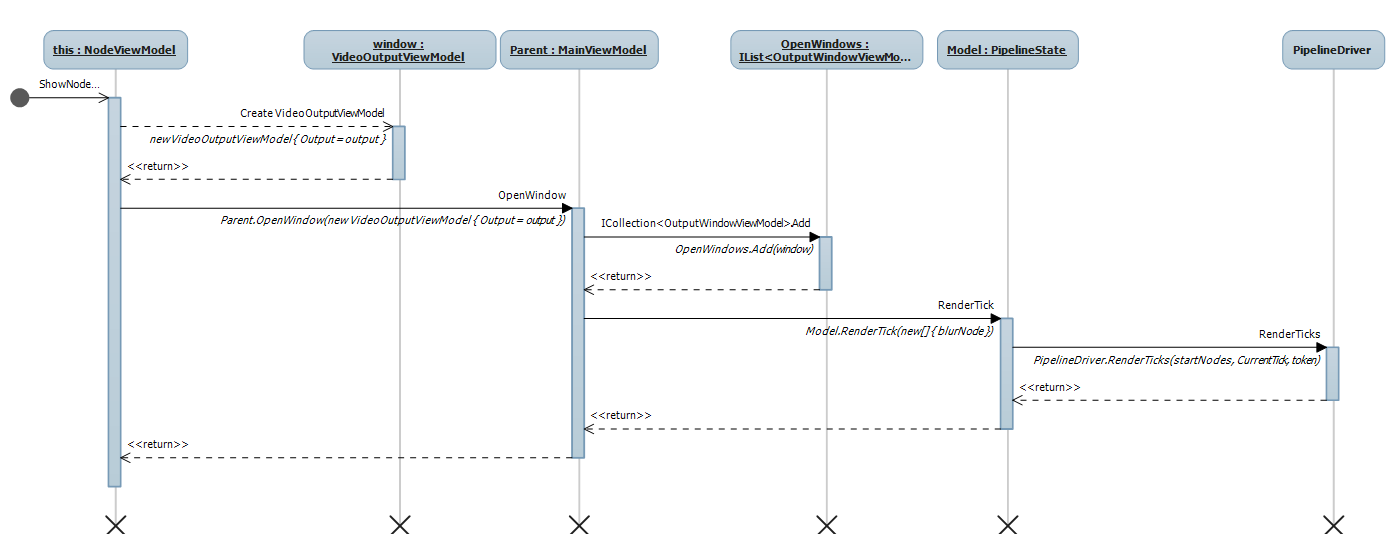 this : NodeViewModel
window :
VideoOutputViewModel
Parent : MainViewModel
OpenWindows :
IList<OutputWindowViewMo...
Model : PipelineState
PipelineDriver
ShowNode...
Create VideoOutputViewModel
new VideoOutputViewModel { Output = output }
<<return>>
OpenWindow
Parent.OpenWindow(new VideoOutputViewModel { Output = output })
ICollection<OutputWindowViewModel>.Add
OpenWindows.Add(window)
<<return>>
RenderTick
Model.RenderTick(new[] { blurNode })
RenderTicks
PipelineDriver.RenderTicks(startNodes, CurrentTick, token)
<<return>>
<<return>>
<<return>>